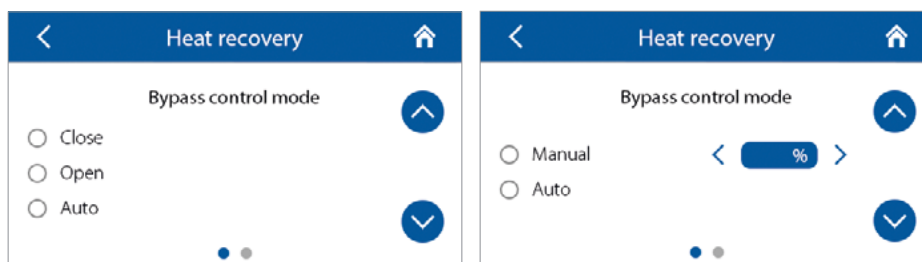 Heat recovery
Bypass control mode
Close
Open
Auto
Heat recovery
Bypass control mode
Manual
%
Auto